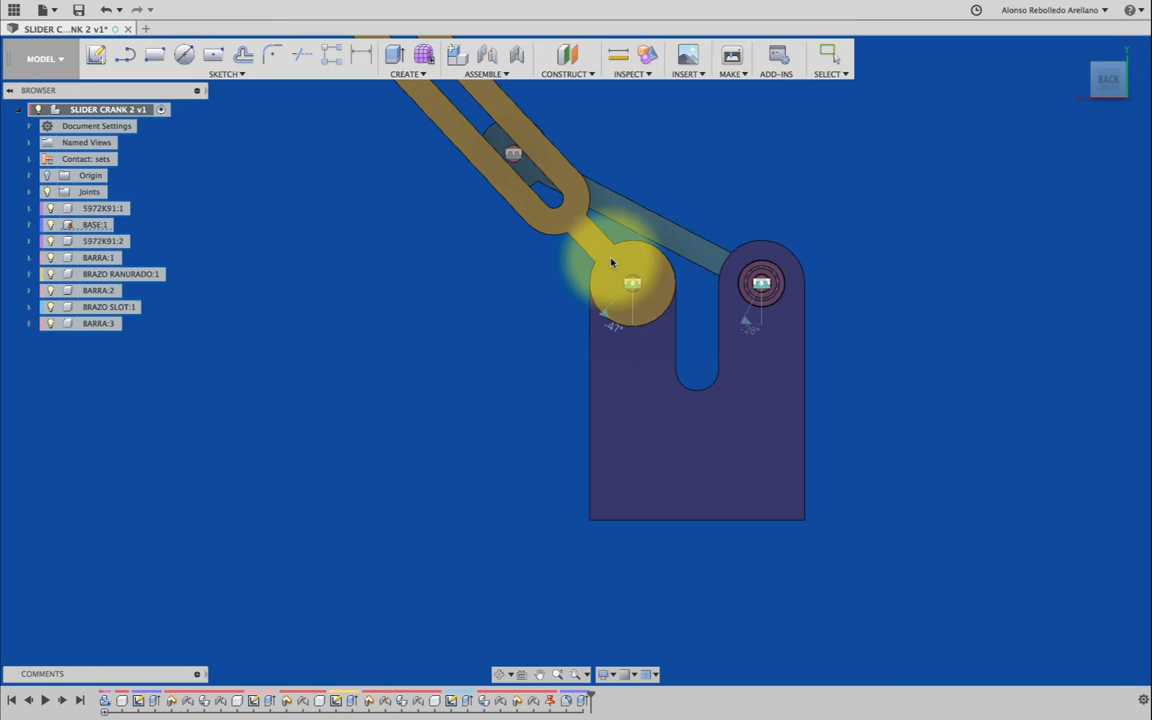 Alonso Rebolledo Arellano
SLIDER C...NK 2 v1*
MODEL
SKETCH
CREATE
ASSEMBLE
CONSTRUCT
INSPECT
INSERT
MAKE
ADD-INS
SELECT
BROWSER
SLIDER CRANK 2 v1
Document Settings
Named Views
Contact: sets
Origin
Joints
5972K91:1
BASE:1
5972K91:2
BARRA:1
BRAZO RANURADO:1
BARRA:2
BRAZO SLOT:1
BARRA:3
Y
BACK
-47°
-28°
COMMENTS